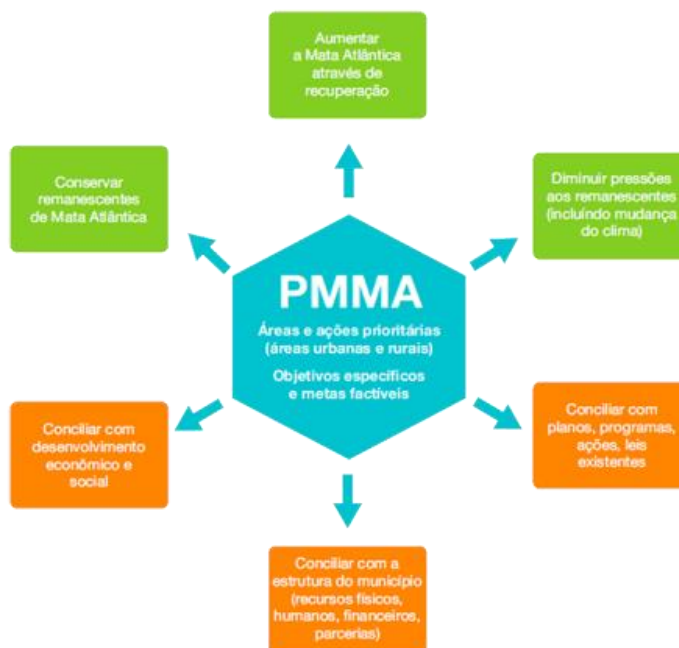 Aumentar
a Mata Atlântica
através de
recuperação
Conservar
remanescentes
de Mata Atlântica
Diminuir pressões
aos remanescentes
(incluíndo mudança
do clima)
PMMA
Áreas e ações prioritárias
(áreas urbanas e rurais)
Objetivos específicos
e metas factíveis
Conciliar com
desenvolvimento
econômico e
social
Conciliar com
planos, programas,
ações, leis
existentes
Conciliar com a
estrutura do município
(recursos físicos,
humanos, financeiros,
parcerias)